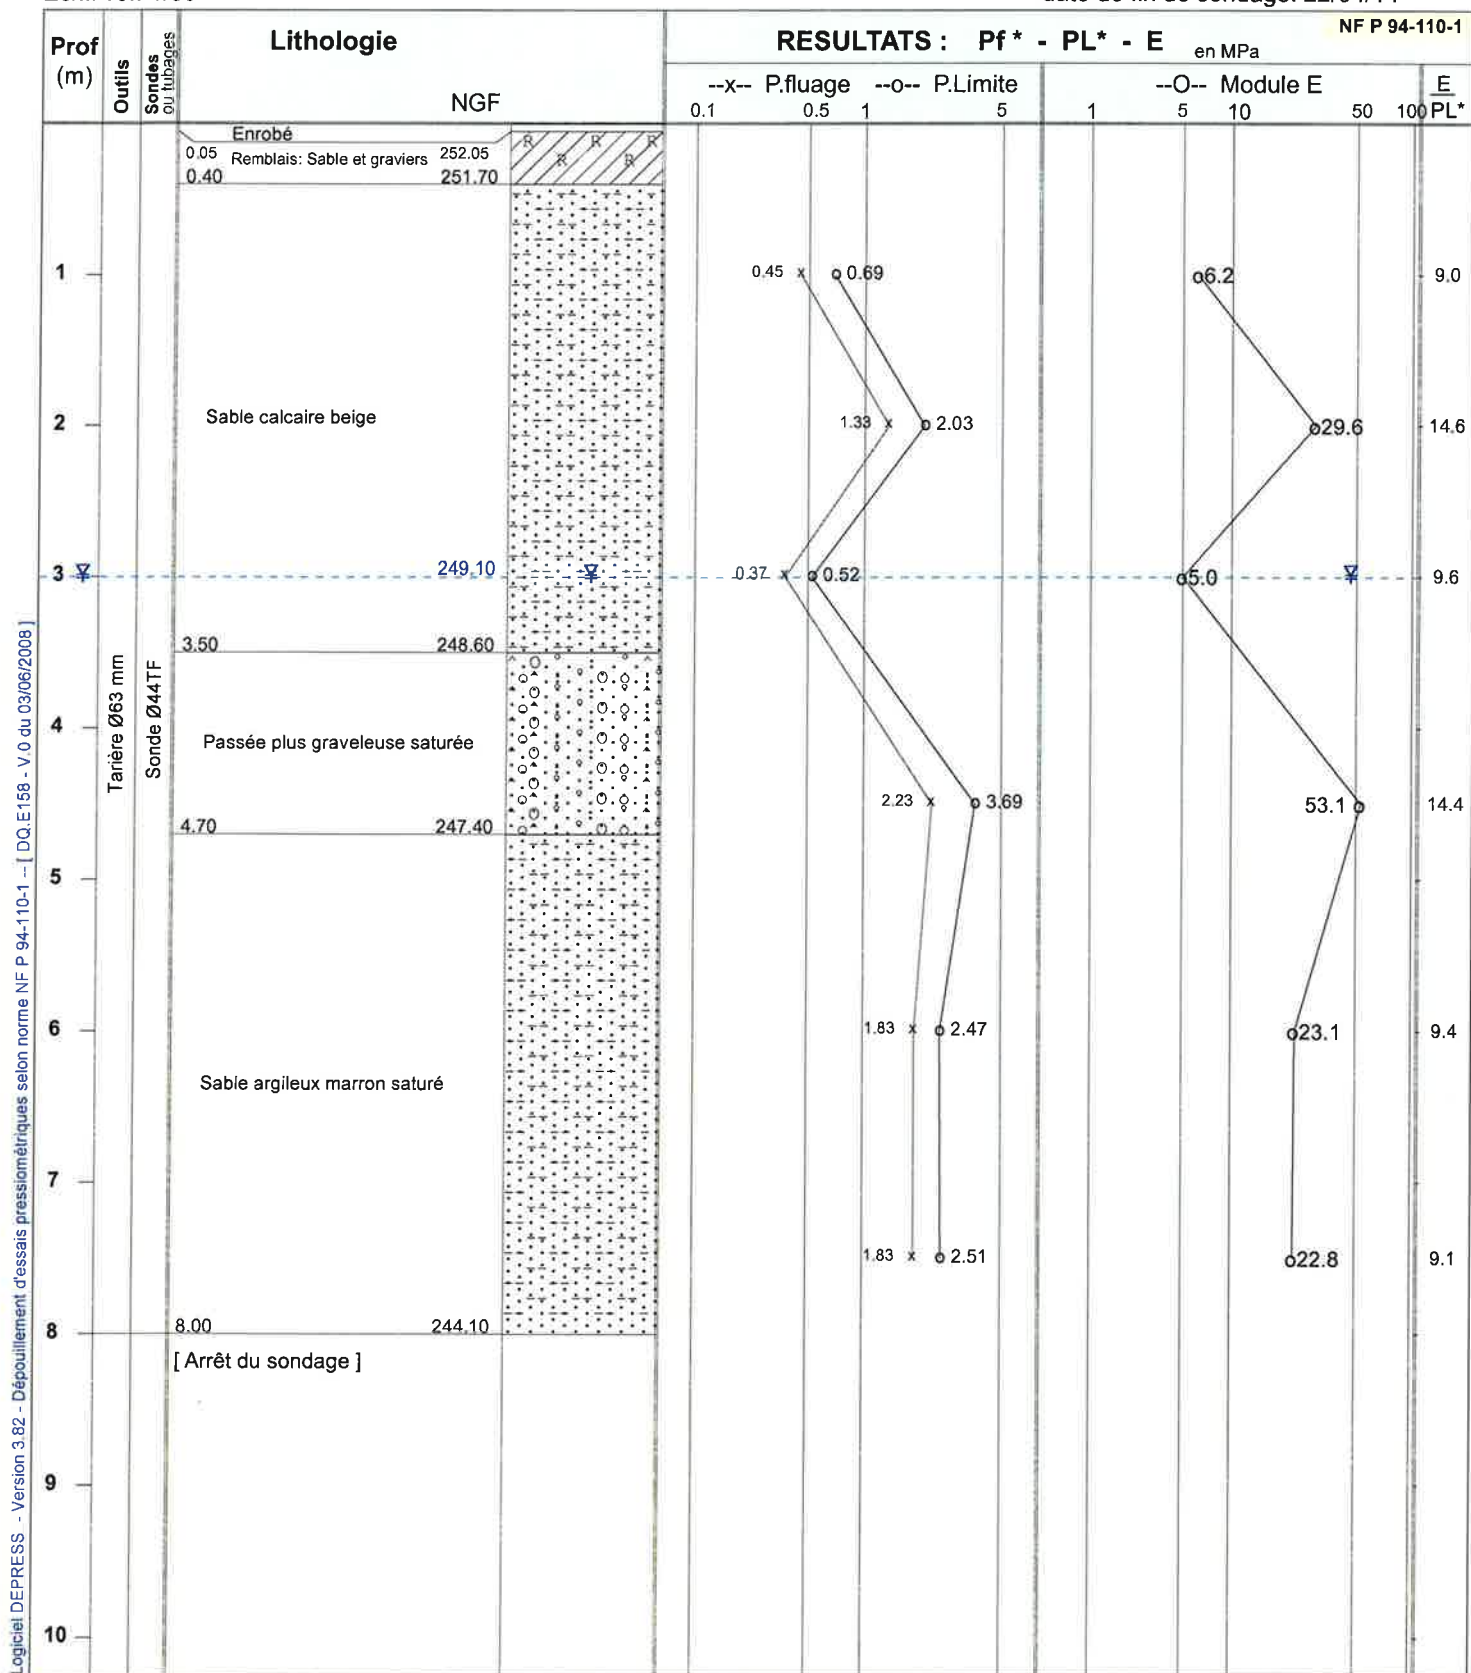 NF P 94-110-1
Prof
(m)
Outils
Sondes
ou tubages
Lithologie
NGF
RESULTATS : Pf * - PL* - E en MPa
--x-- P.fluage --o-- P.Limite
--O-- Module E
E
PL*
0.1 0.5 1 5 1 5 10 50 100
Enrobé
0.05 Remblais: Sable et graviers 252.05
0.40 251.70
R R R
R R
1 0.45 x o 0.69 o 6.2 9.0
2 Sable calcaire beige 1.33 x o 2.03 o 29.6 14.6
3 249.10 0.37 x o 0.52 o 5.0 9.6
3.50 248.60
4 Passée plus graveleuse saturée
2.23 x o 3.69 53.1 o 14.4
4.70 247.40
5
6 1.83 x o 2.47 o 23.1 9.4
Sable argileux marron saturé
7
1.83 x o 2.51 o 22.8 9.1
8 8.00 244.10
[ Arrêt du sondage ]
9
10
Tarière Ø63 mm
Sonde Ø44TF
Logiciel DEPRESS - Version 3.82 - Dépouillement d'essais pressiométriques selon norme NF P 94-110-1 -- [ DQ.E158 - V.0 du 03/06/2008 ]